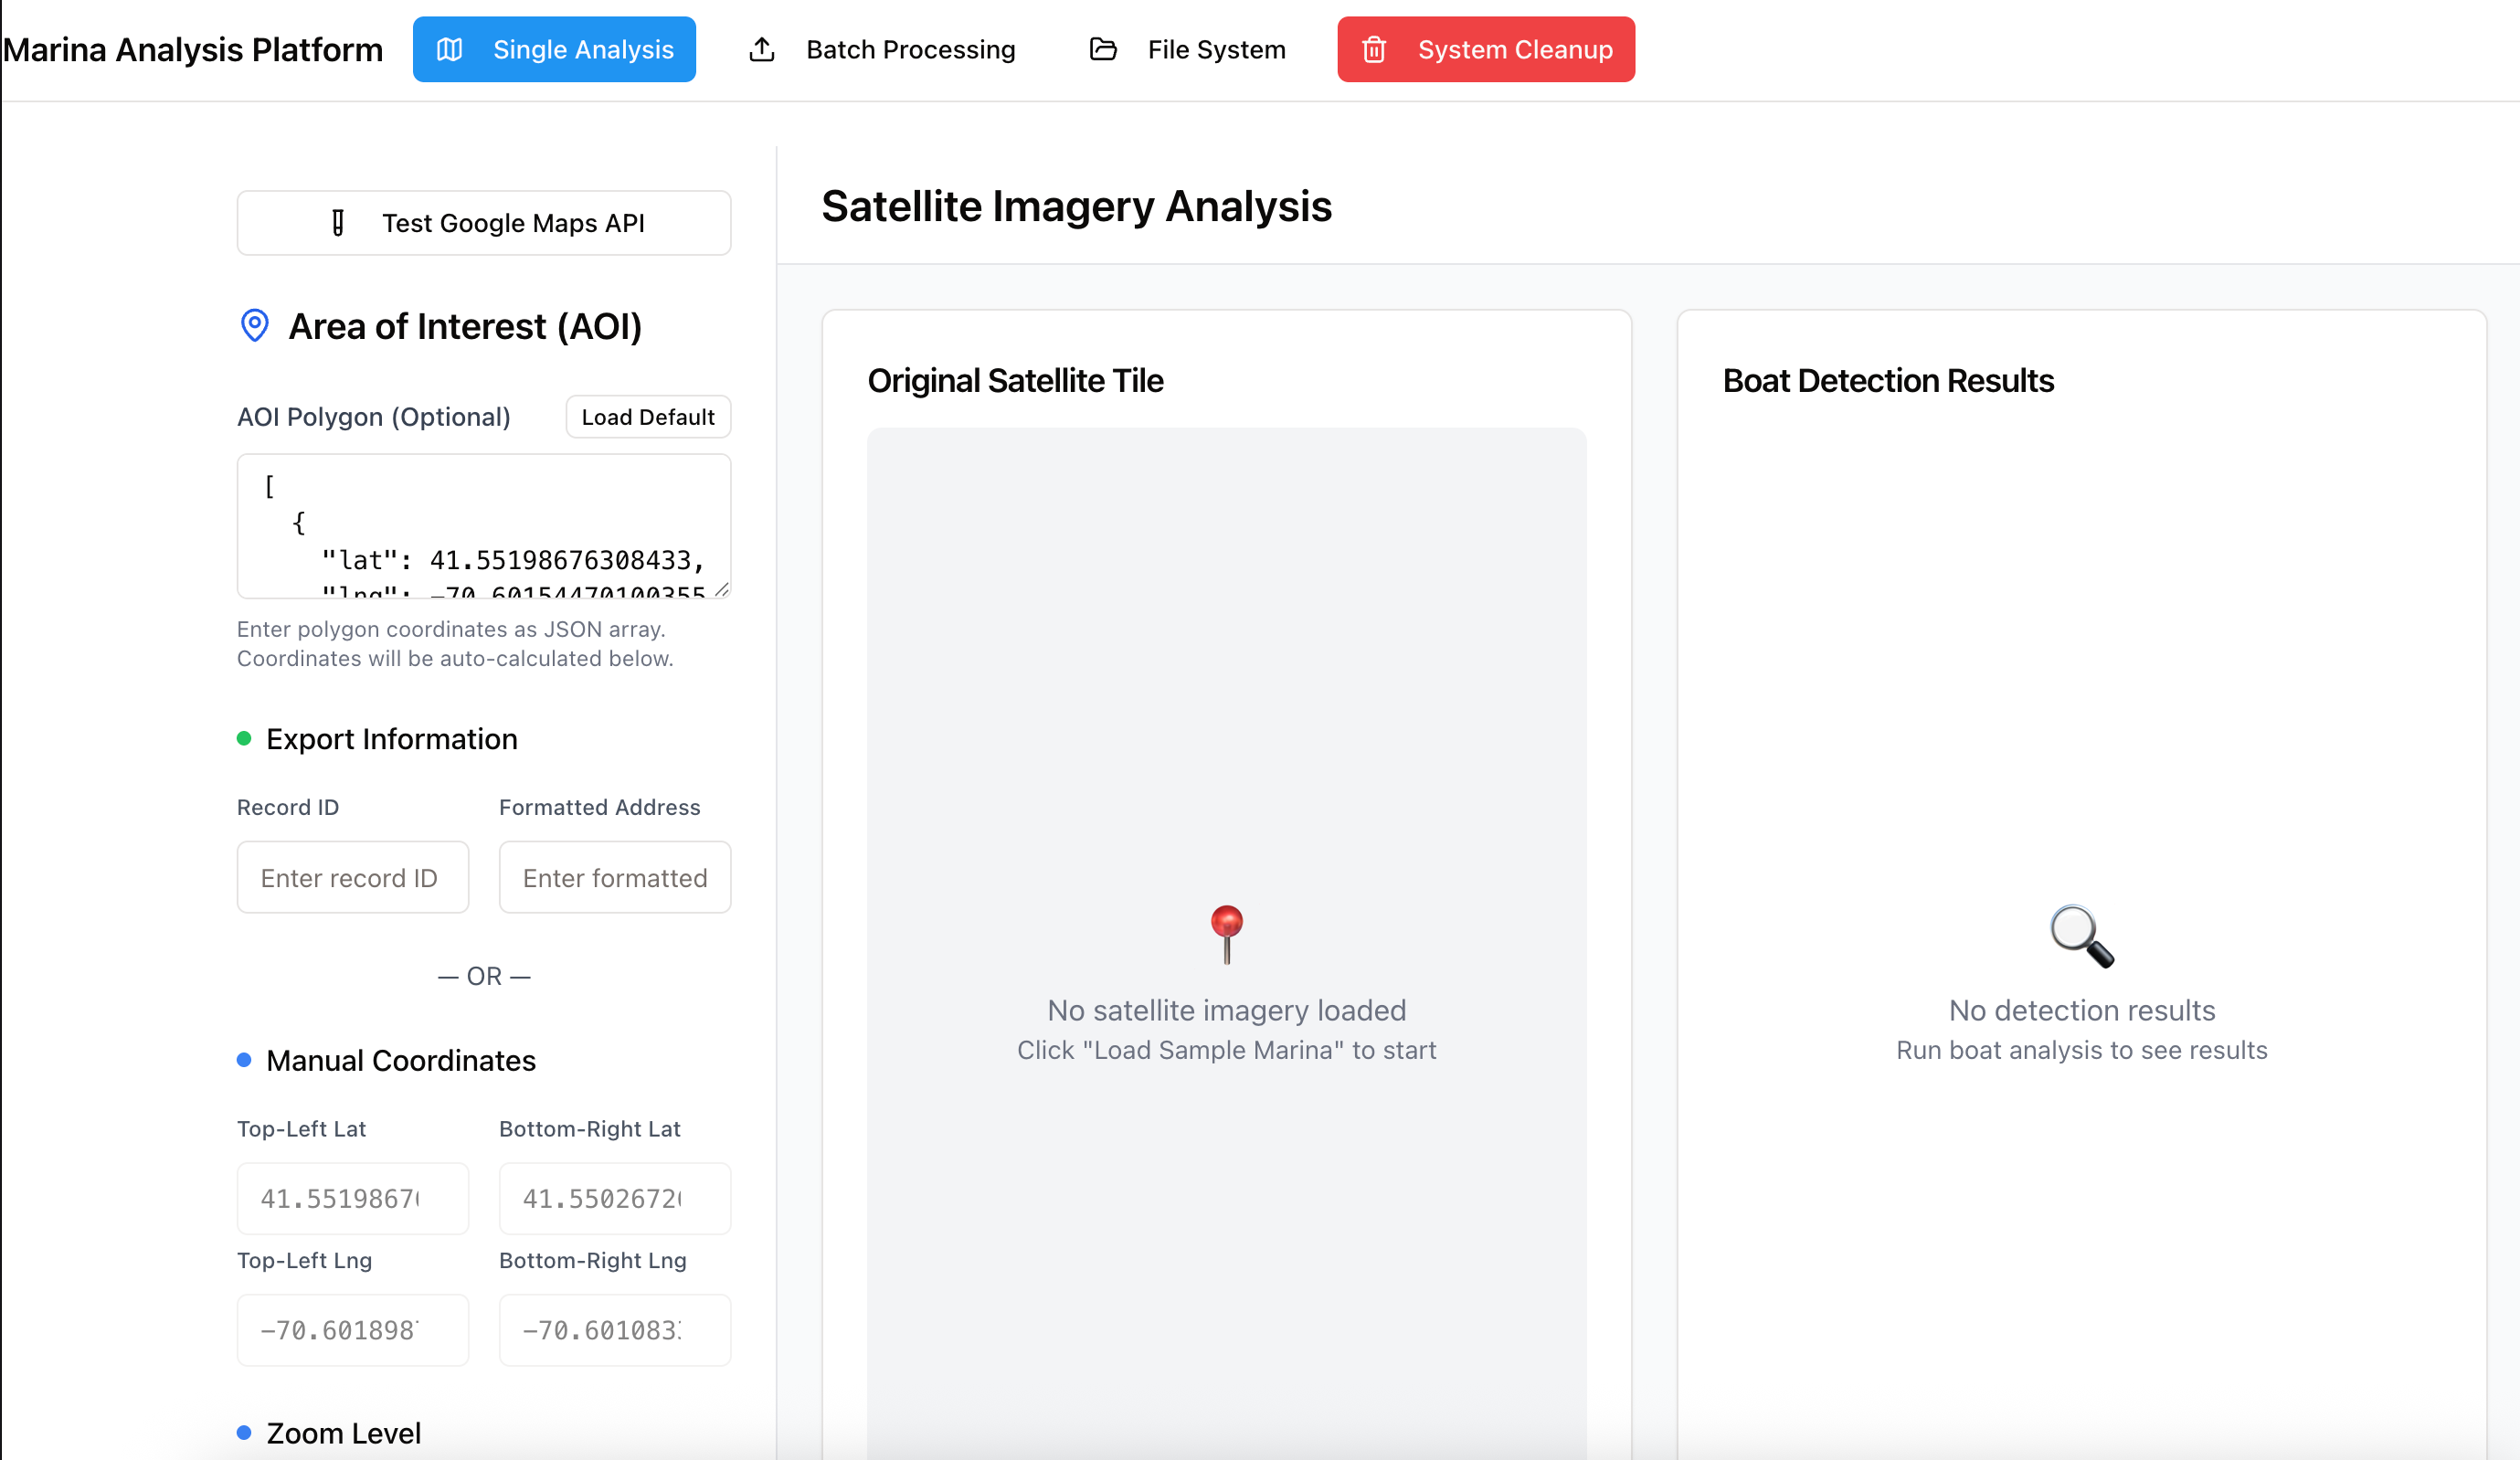 Marina Analysis Platform
Single Analysis
Batch Processing
File System
System Cleanup
Test Google Maps API
Area of Interest (AOI)
AOI Polygon (Optional)
Load Default
[
{
"lat": 41.55198676308433,
"lng": -70.60154470100355
Enter polygon coordinates as JSON array.
Coordinates will be auto-calculated below.
Export Information
Record ID
Formatted Address
Enter record ID
Enter formatted
— OR —
Manual Coordinates
Top-Left Lat
Bottom-Right Lat
41.5519867
41.5502672
Top-Left Lng
Bottom-Right Lng
-70.601898
-70.601083
Zoom Level
Satellite Imagery Analysis
Original Satellite Tile
No satellite imagery loaded
Click "Load Sample Marina" to start
Boat Detection Results
No detection results
Run boat analysis to see results